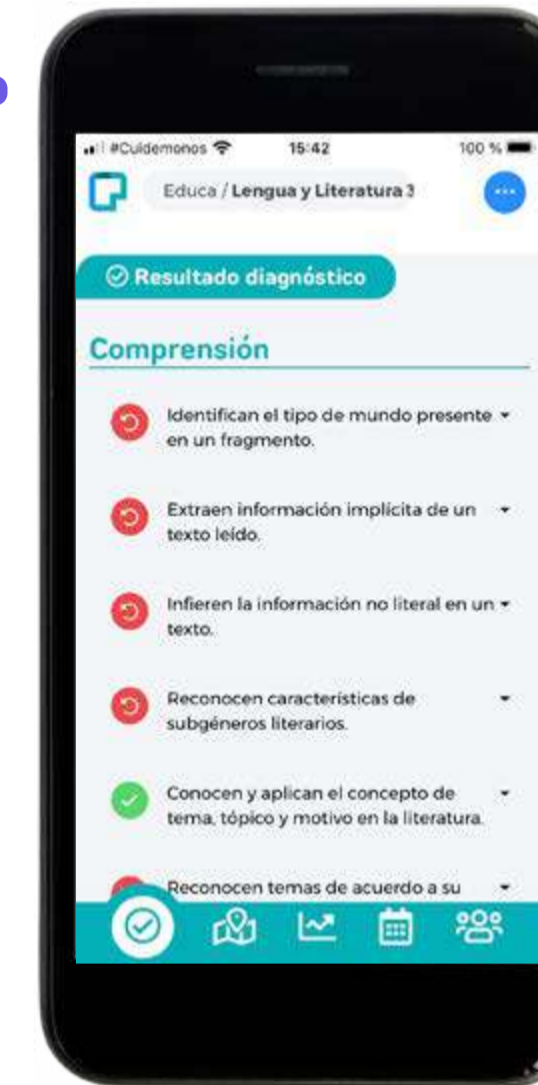 #Cuidemonos
15:42
100 %
Educa / Lengua y Literatura 3
Resultado diagnóstico
Comprensión
Identifican el tipo de mundo presente
en un fragmento.
Extraen información implícita de un
texto leído.
Infieren la información no literal en un
texto.
Reconocen características de
subgéneros literarios.
Conocen y aplican el concepto de
tema, tópico y motivo en la literatura.
Reconocen temas de acuerdo a su